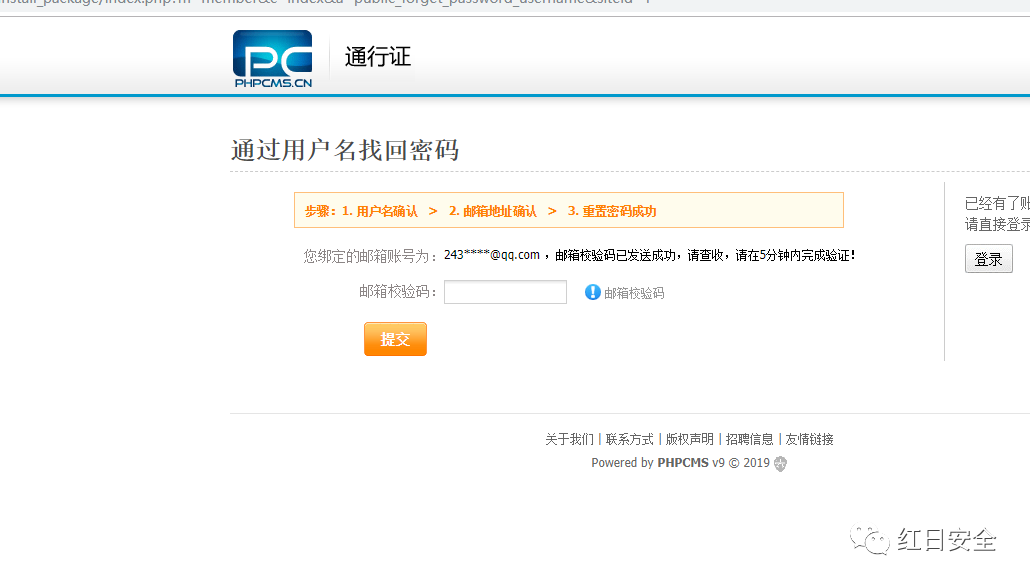 install_package/index.php?m=member&c=index&a=public_forget_password_username&siteid=1
PC
PHPCMS.CN
通行证
通过用户名找回密码
步骤：1. 用户名确认 > 2. 邮箱地址确认 > 3. 重置密码成功
您绑定的邮箱账号为： 243****@qq.com ，邮箱校验码已发送成功，请查收，请在5分钟内完成验证！
邮箱校验码：
邮箱校验码
提交
已经有了
请直接登录
登录
关于我们 | 联系方式 | 版权声明 | 招聘信息 | 友情链接
Powered by PHPCMS v9 © 2019
红日安全